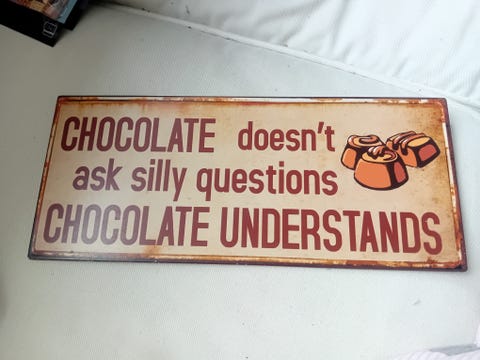 CHOCOLATE doesn't
ask silly questions
CHOCOLATE UNDERSTANDS